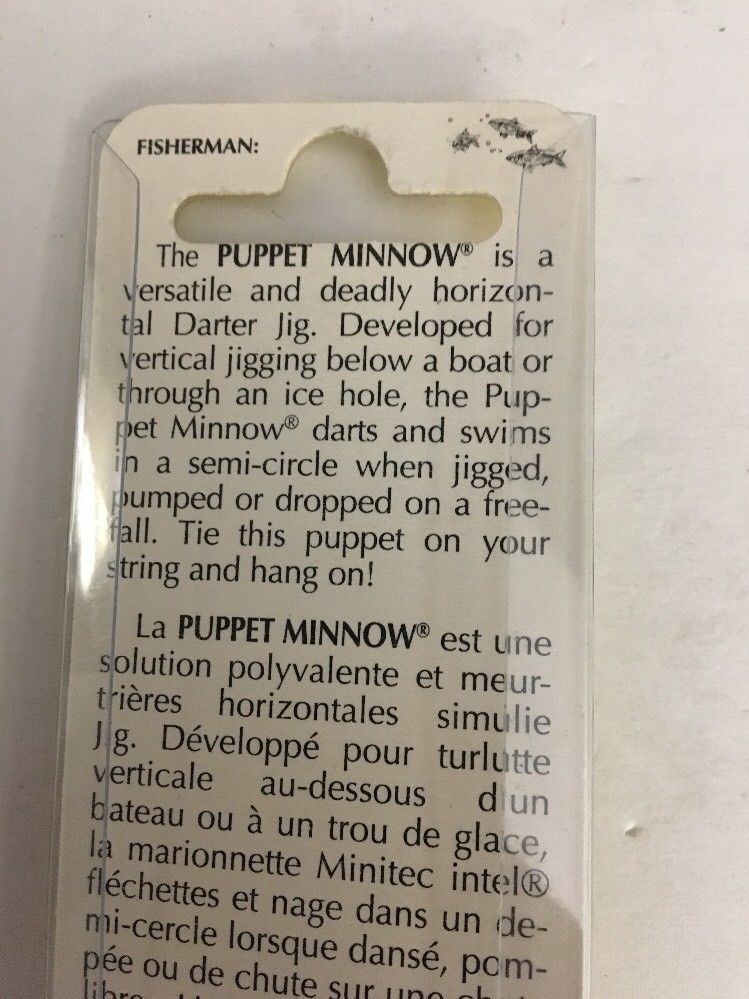 FISHERMAN:
The PUPPET MINNOW® is a
versatile and deadly horizon-
tal Darter Jig. Developed for
vertical jigging below a boat or
through an ice hole, the Pup-
pet Minnow® darts and swims
in a semi-circle when jigged,
pumped or dropped on a free-
fall. Tie this puppet on your
string and hang on!
La PUPPET MINNOW® est une
solution polyvalente et meur-
trières horizontales simulie
Jig. Développé pour turlutte
verticale au-dessous d'un
bateau ou à un trou de glace,
la marionnette Minitec intel®
fléchettes et nage dans un de-
mi-cercle lorsque dansé, pom-
pée ou de chute sur une chute